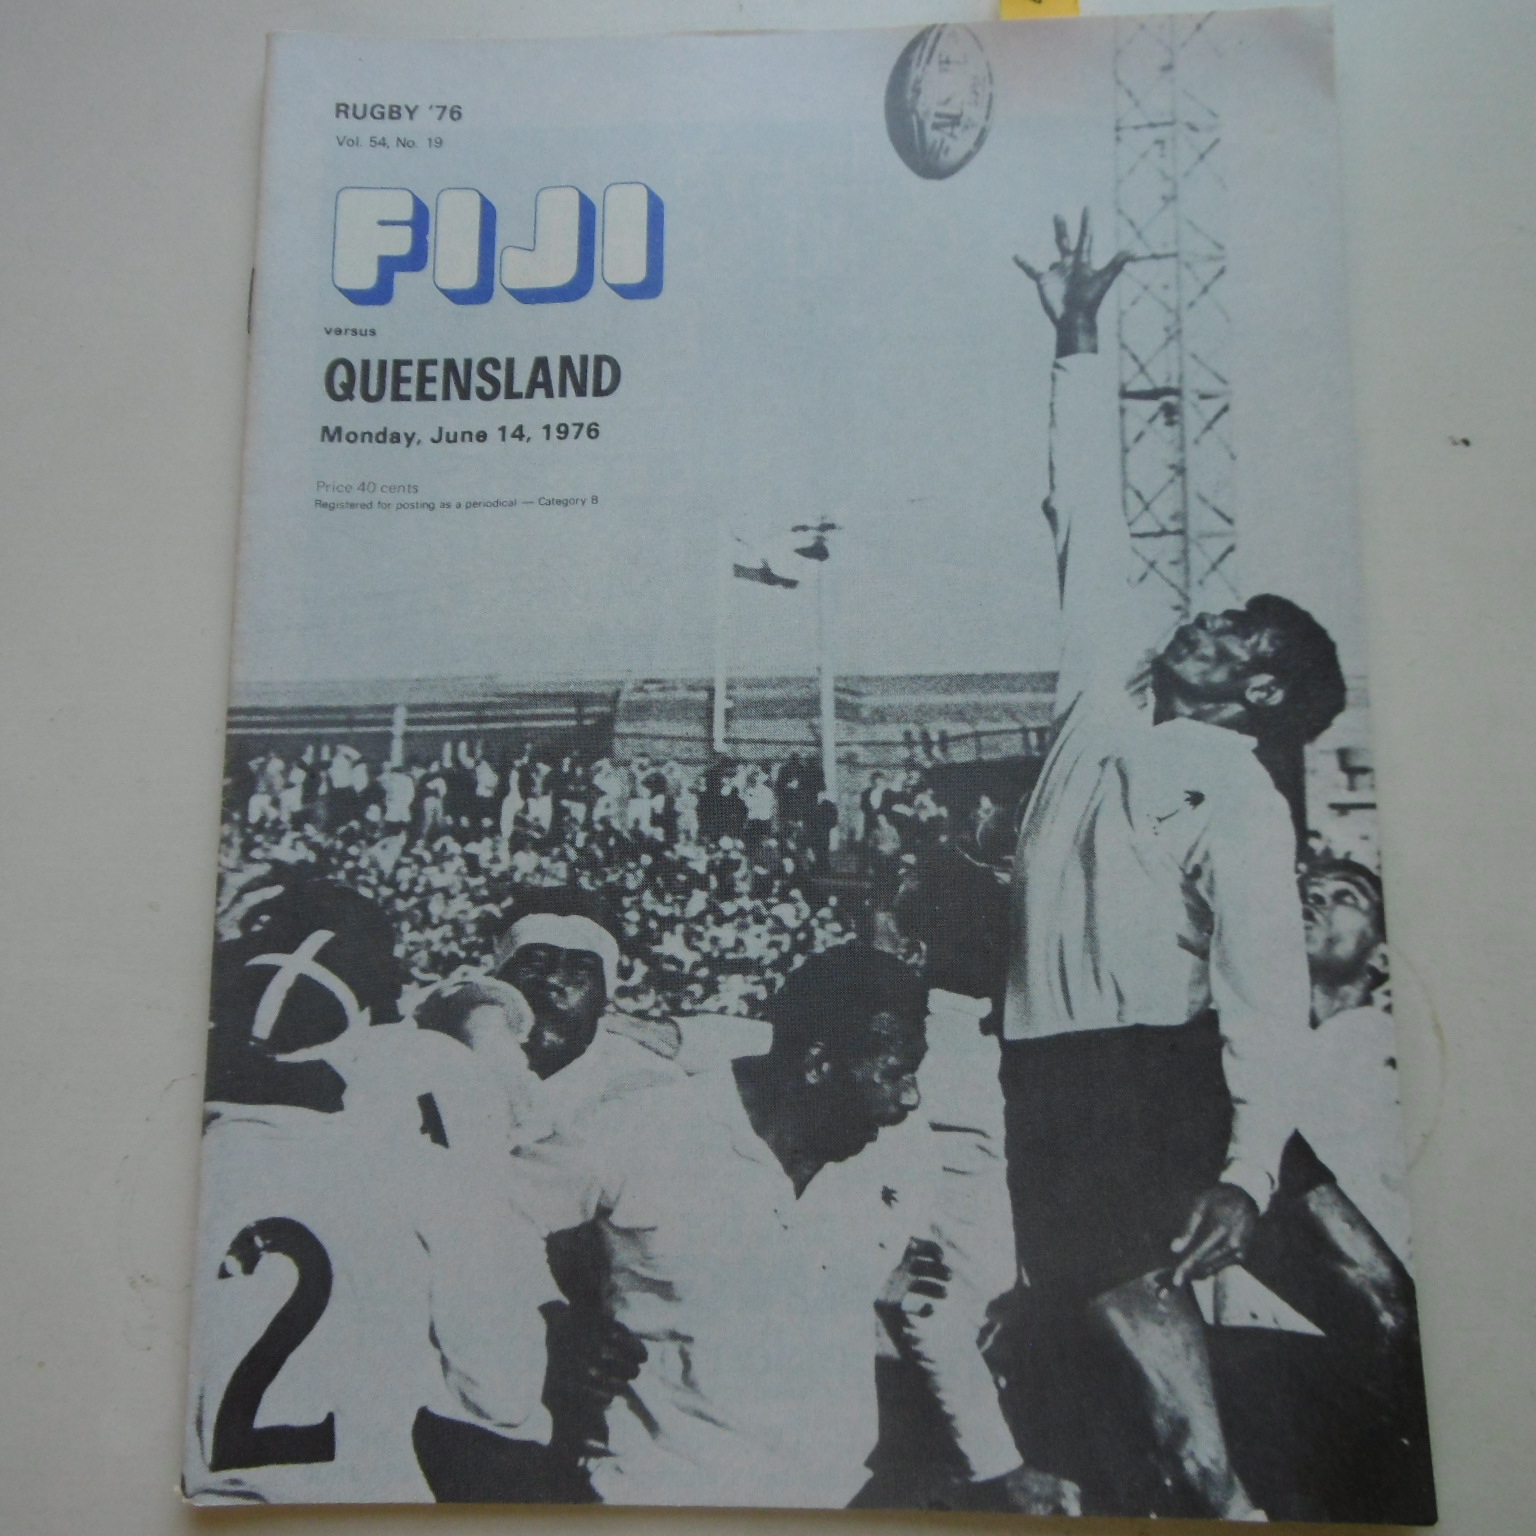 RUGBY '76
Vol. 54, No. 19
FIJI
versus
QUEENSLAND
Monday, June 14, 1976
Price 40 cents
Registered for posting as a periodical — Category B
2